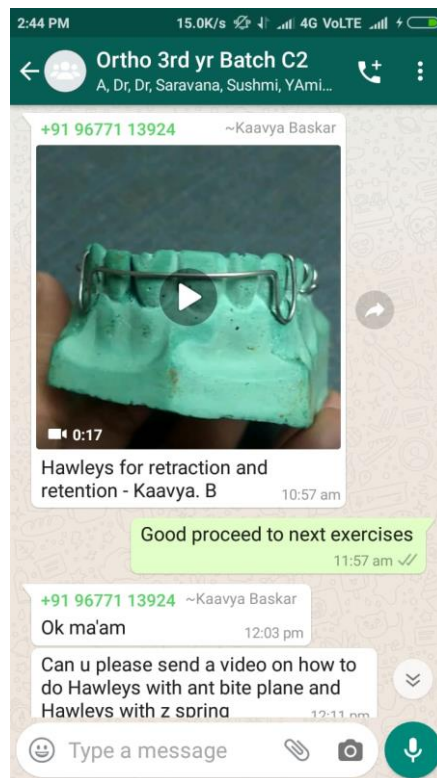 2:44 PM 15.0K/s 4G VoLTE
Ortho 3rd yr Batch C2
A, Dr, Dr, Saravana, Sushmi, YAmi...
+91 96771 13924 ~Kaavya Baskar
0:17
Hawleys for retraction and
retention - Kaavya. B 10:57 am
Good proceed to next exercises
11:57 am
+91 96771 13924 ~Kaavya Baskar
Ok ma'am 12:03 pm
Can u please send a video on how to
do Hawleys with ant bite plane and
Hawleys with z spring 12:11 pm
Type a message